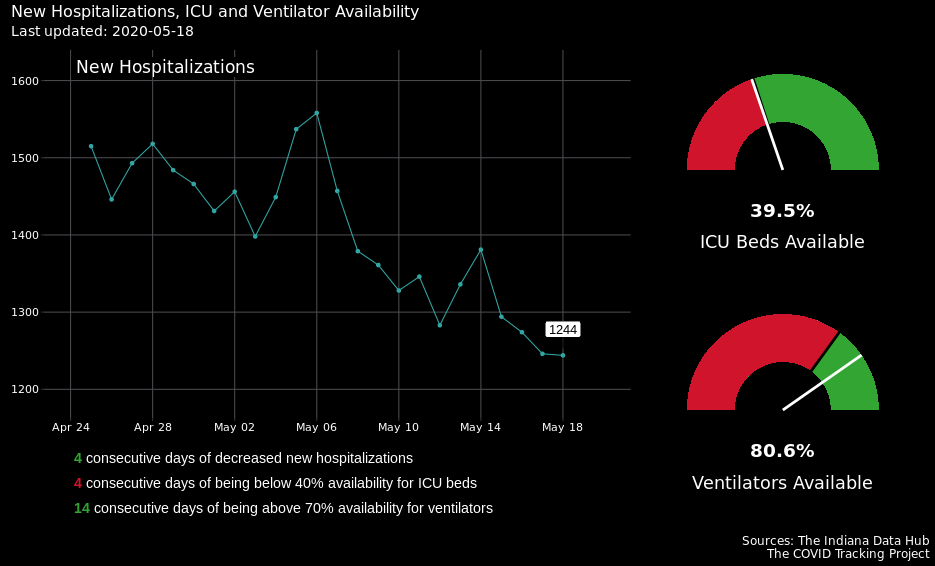 New Hospitalizations, ICU and Ventilator Availability
Last updated: 2020-05-18
New Hospitalizations
1600
1500
1400
1300
1200
1244
Apr 24 Apr 28 May 02 May 06 May 10 May 14 May 18
4 consecutive days of decreased new hospitalizations
4 consecutive days of being below 40% availability for ICU beds
14 consecutive days of being above 70% availability for ventilators
39.5%
ICU Beds Available
80.6%
Ventilators Available
Sources: The Indiana Data Hub
The COVID Tracking Project